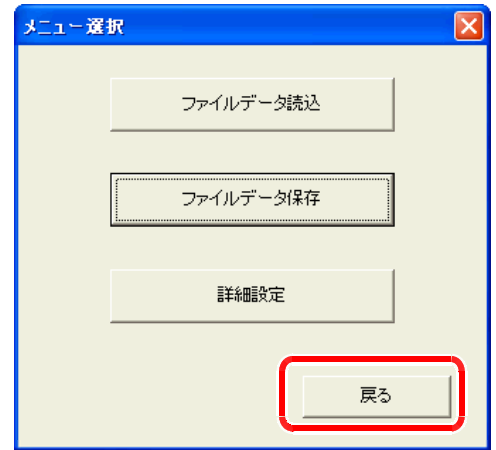 メニュー選択
ファイルデータ読込
ファイルデータ保存
詳細設定
戻る